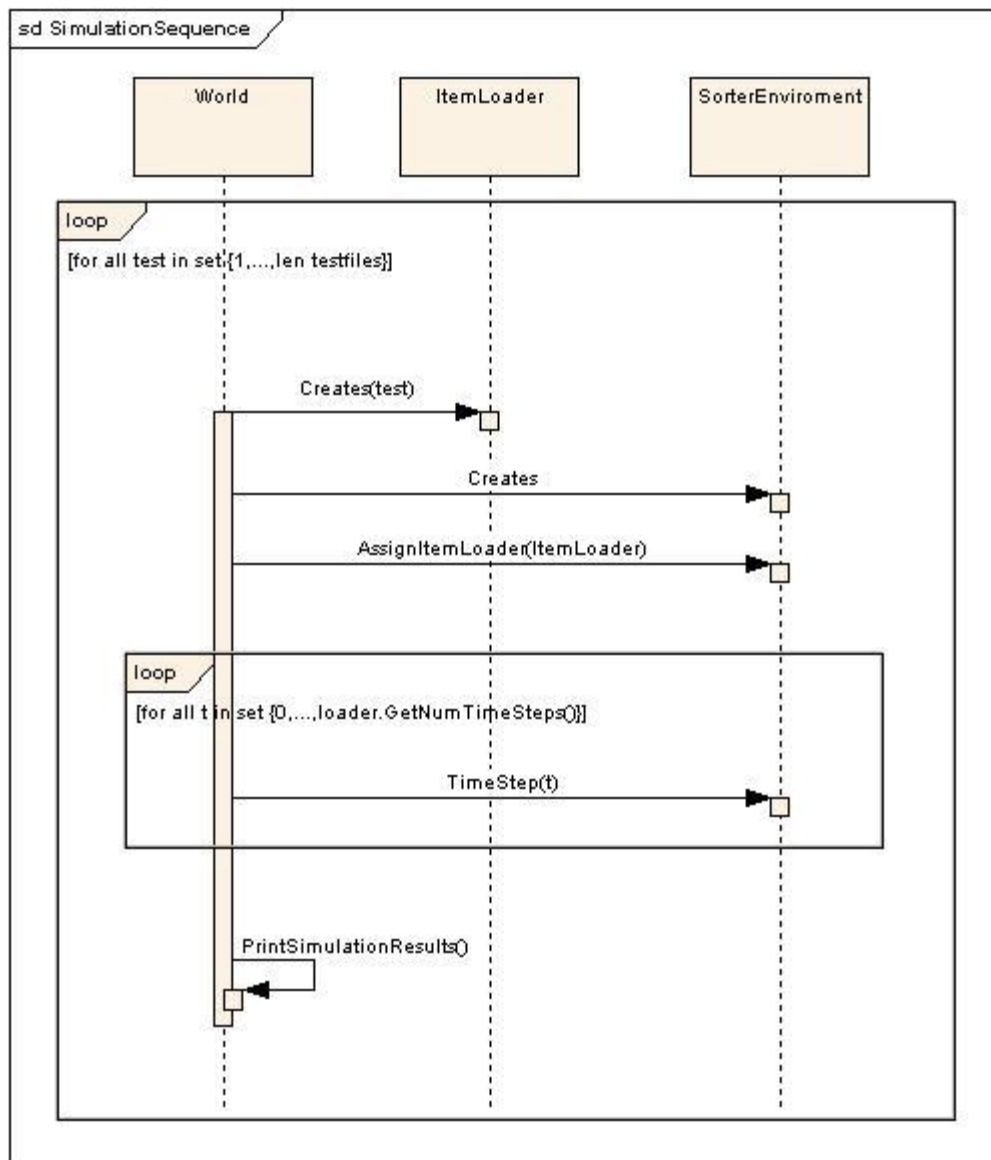 sd SimulationSequence
World
ItemLoader
SorterEnviroment
loop
[for all test in set {1,...,len testfiles}]
Creates(test)
Creates
AssignItemLoader(ItemLoader)
loop
[for all t in set {0,...,loader.GetNumTimeSteps()}]
TimeStep(t)
PrintSimulationResults()